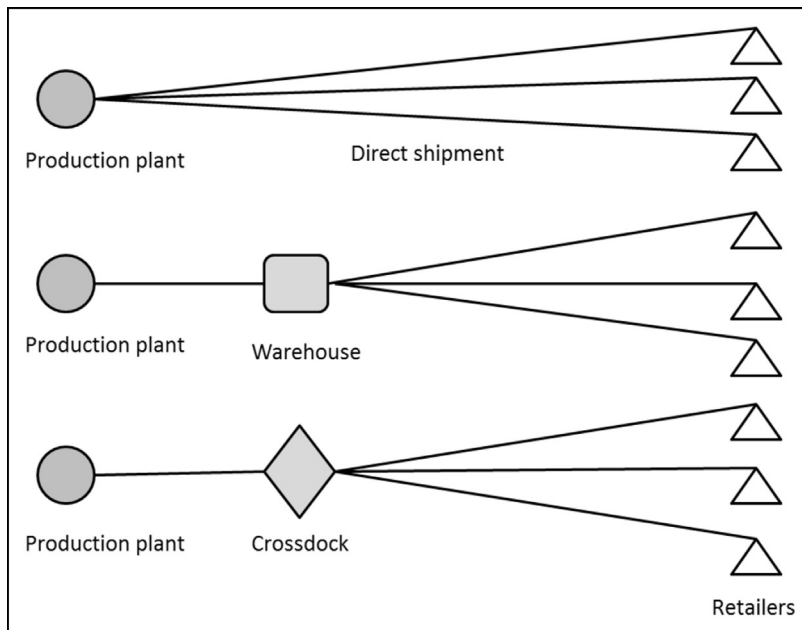 Production plant
Direct shipment
Production plant
Warehouse
Production plant
Crossdock
Retailers